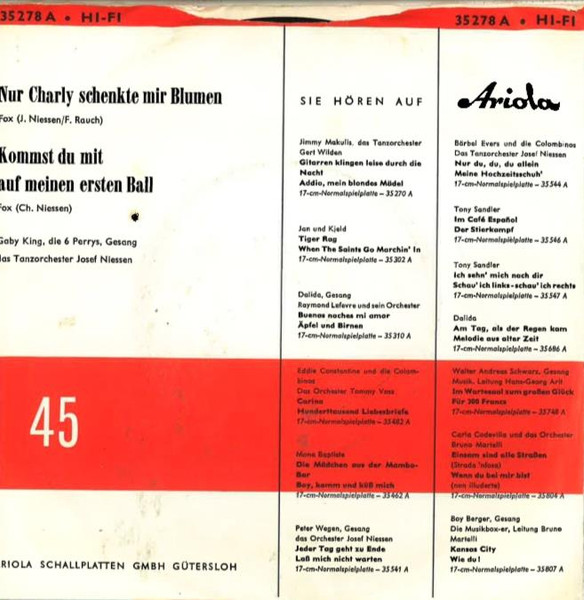 35278 A • HI-FI
35278 A • HI-FI
Nur Charly schenkte mir Blumen
Fox (J. Niessen/F. Rauch)
Kommst du mit
auf meinen ersten Ball
Fox (Ch. Niessen)
Gaby King, die 6 Perrys, Gesang
das Tanzorchester Josef Niessen
45
ARIOLA SCHALLPLATTEN GMBH GÜTERSLOH
SIE HÖREN AUF
Jimmy Makulis, das Tanzorchester
Gert Wilden
Gitarren klingen leise durch die
Nacht
Addio, mein blondes Mädel
17-cm-Normalspielplatte – 35270 A
Jan und Kjeld
Tiger Rag
When The Saints Go Marchin' In
17-cm-Normalspielplatte – 35302 A
Dalida, Gesang
Raymond Lefevre und sein Orchester
Buenas noches mi amor
Äpfel und Birnen
17-cm-Normalspielplatte – 35310 A
Eddie Constantine und die Colom-
binos
Das Orchester Tommy Voss
Carina
Hunderttausend Liebesbriefe
17-cm-Normalspielplatte – 35482 A
Mona Baptiste
Die Mädchen aus der Mambo-
Bar
Boy, komm und küß mich
17-cm-Normalspielplatte – 35462 A
Peter Wegen, Gesang
das Orchester Josef Niessen
Jeder Tag geht zu Ende
Laß mich nicht warten
17-cm-Normalspielplatte – 35541 A
Ariola
Bärbel Evers und die Colombinos
Das Tanzorchester Josef Niessen
Nur du, du, du allein
Meine Hochzeitsschuh'
17-cm-Normalspielplatte – 35544 A
Tony Sandler
Im Café Español
Der Stierkampf
17-cm-Normalspielplatte – 35546 A
Tony Sandler
Ich sehn' mich nach dir
Schau' ich links - schau' ich rechts
17-cm-Normalspielplatte – 35547 A
Dalida
Am Tag, als der Regen kam
Melodie aus alter Zeit
17-cm-Normalspielplatte – 35686 A
Walter Andreas Schwarz, Gesang
Musik. Leitung Hans-Georg Arlt
Im Wartesaal zum großen Glück
Für 300 Francs
17-cm-Normalspielplatte – 35748 A
Carla Codevilla und das Orchester
Bruno Martelli
Einsam sind alle Straßen
(Strada 'nfosa)
Wenn du bei mir bist
(non illuderte)
17-cm-Normalspielplatte – 35804 A
Boy Berger, Gesang
Die Musikbox-er, Leitung Bruno
Martelli
Kansas City
Wie du!
17-cm-Normalspielplatte – 35807 A